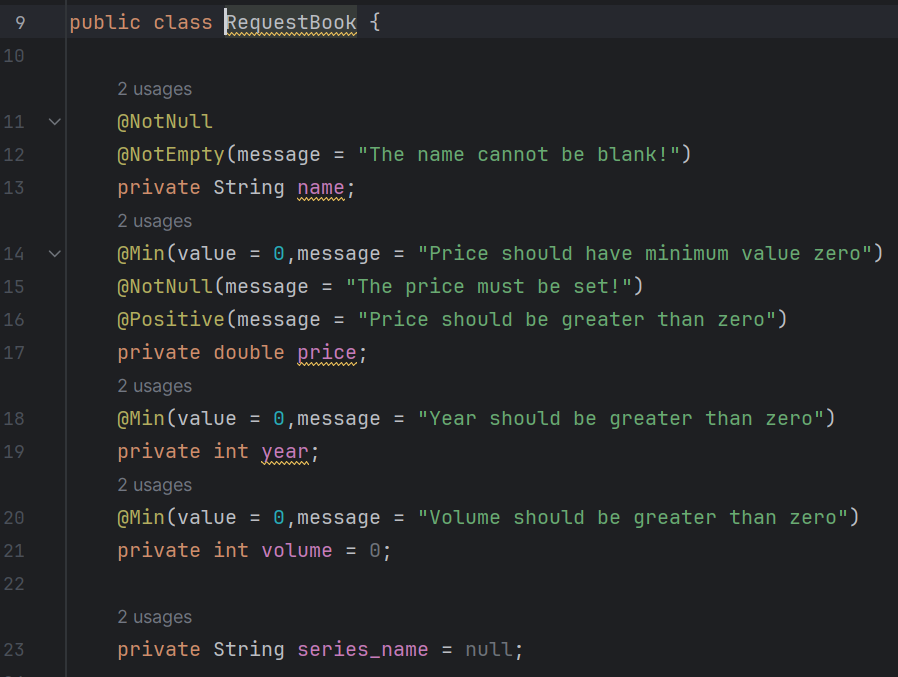 9 public class RequestBook {
10
2 usages
11 @NotNull
12 @NotEmpty(message = "The name cannot be blank!")
13 private String name;
2 usages
14 @Min(value = 0,message = "Price should have minimum value zero")
15 @NotNull(message = "The price must be set!")
16 @Positive(message = "Price should be greater than zero")
17 private double price;
2 usages
18 @Min(value = 0,message = "Year should be greater than zero")
19 private int year;
2 usages
20 @Min(value = 0,message = "Volume should be greater than zero")
21 private int volume = 0;
22
2 usages
23 private String series_name = null;